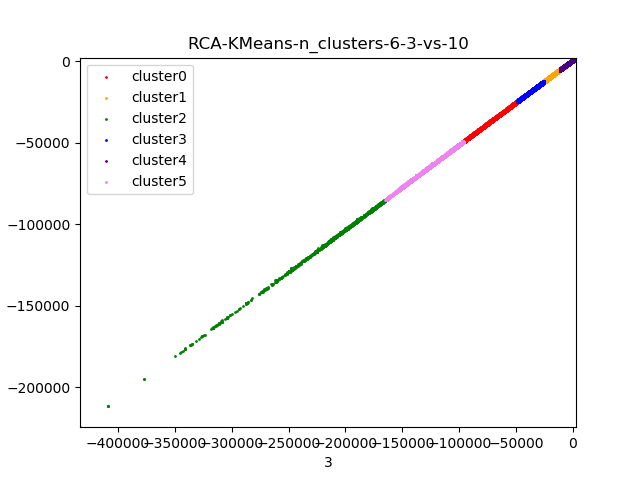 RCA-KMeans-n_clusters-6-3-vs-10
0
−50000
−100000
−150000
−200000
cluster0
cluster1
cluster2
cluster3
cluster4
cluster5
−400000 −350000 −300000 −250000 −200000 −150000 −100000 −50000 0
3